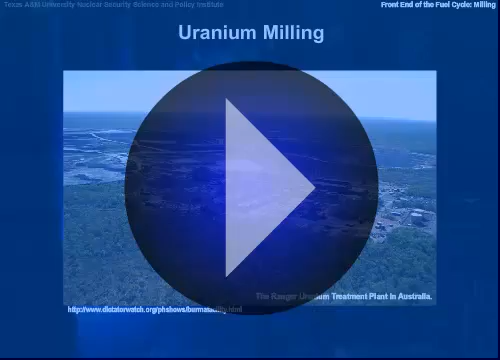 Texas A&M University Nuclear Security Science and Policy Institute
Front End of the Fuel Cycle: Milling
Uranium Milling
The Ranger Uranium Treatment Plant in Australia.